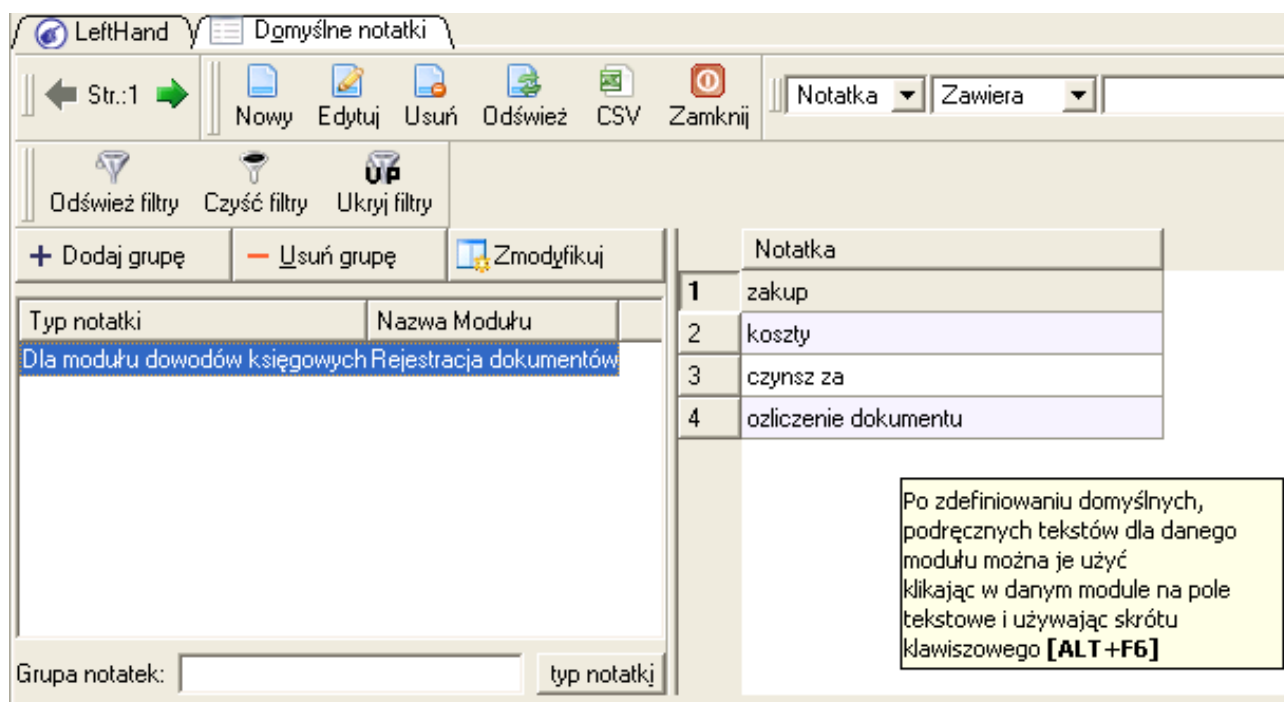 LeftHand Domyślne notatki
Str.:1 Nowy Edytuj Usuń Odśwież CSV Zamknij Notatka Zawiera
Odśwież filtry Czyść filtry Ukryj filtry
+ Dodaj grupę Usuń grupę Zmodyfikuj
Typ notatki Nazwa Modułu
Dla modułu dowodów księgowych Rejestracja dokumentów
Grupa notatek: typ notatki
Notatka
1 zakup
2 koszty
3 czynsz za
4 ozliczenie dokumentu
Po zdefiniowaniu domyślnych,
podręcznych tekstów dla danego
modułu można je użyć
klikając w danym module na pole
tekstowe i używając skrótu
klawiszowego [ALT+F6]